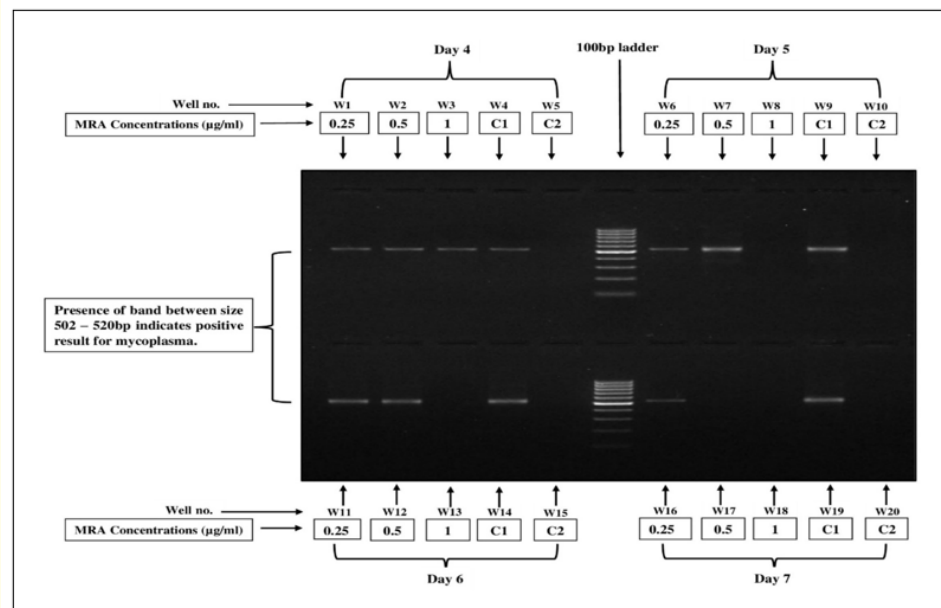 Day 4
100bp ladder
Day 5
Well no.
W1 W2 W3 W4 W5
W6 W7 W8 W9 W10
MRA Concentrations (µg/ml)
0.25 0.5 1 C1 C2
0.25 0.5 1 C1 C2
Presence of band between size
502 – 520bp indicates positive
result for mycoplasma.
Well no.
W11 W12 W13 W14 W15
W16 W17 W18 W19 W20
MRA Concentrations (µg/ml)
0.25 0.5 1 C1 C2
0.25 0.5 1 C1 C2
Day 6
Day 7